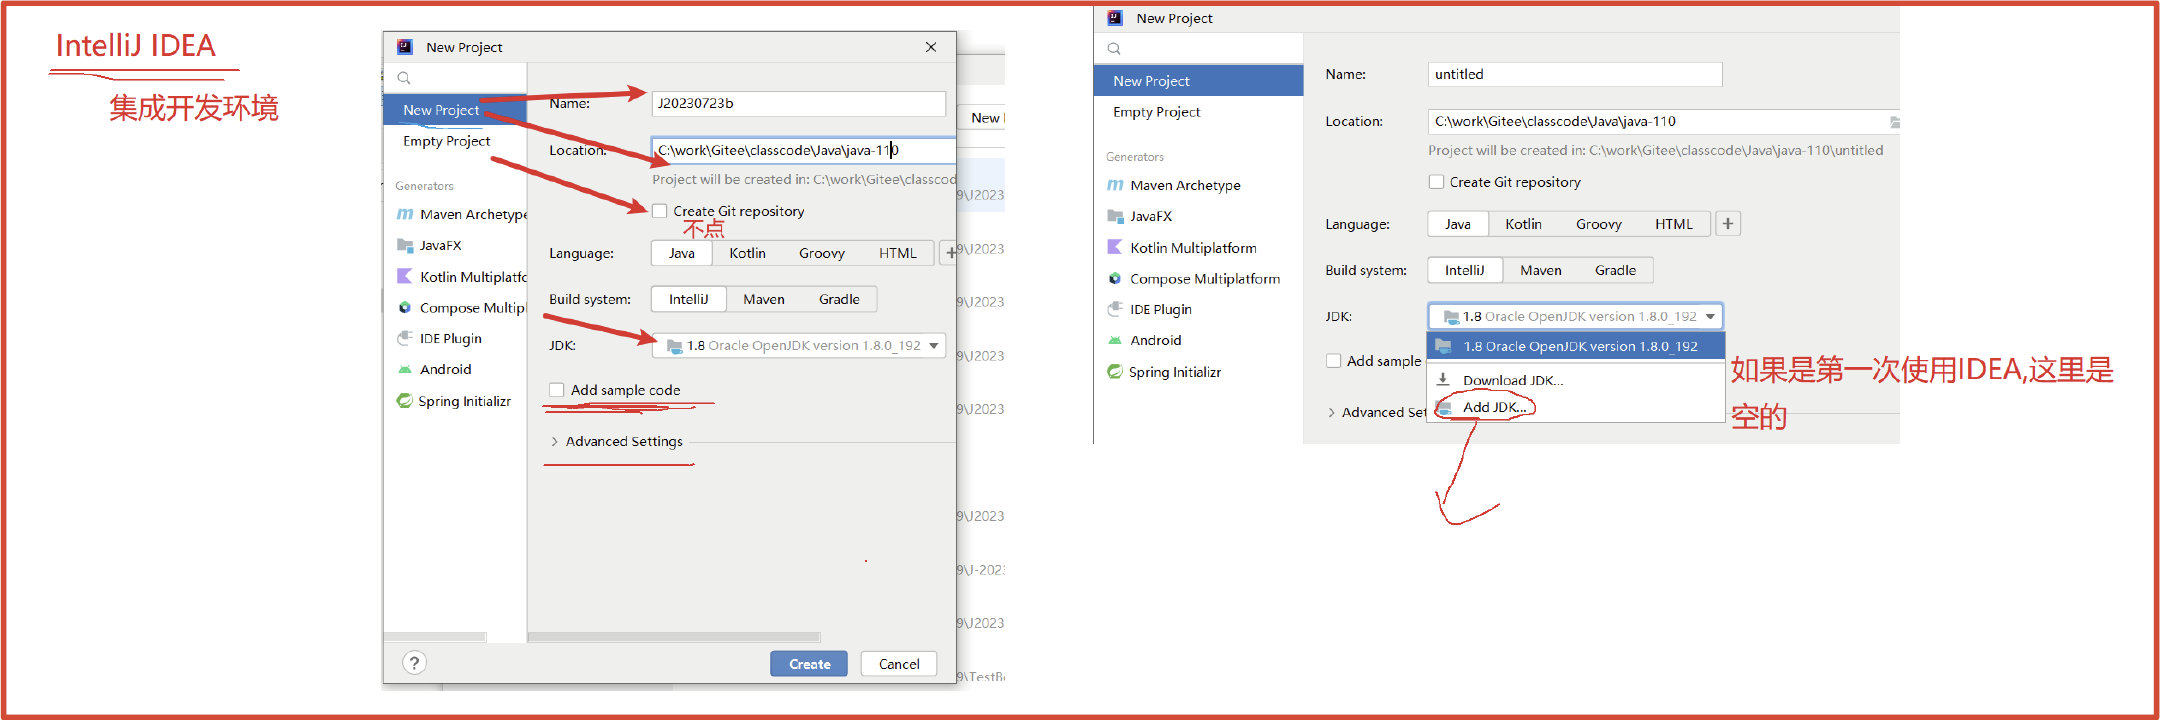 IntelliJ IDEA
集成开发环境
New Project
New Project
Empty Project
Generators
Maven Archetype
JavaFX
Kotlin Multiplatfo
Compose Multipl
IDE Plugin
Android
Spring Initializr
Name: J20230723b
Location: C:\work\Gitee\classcode\Java\java-110
Project will be created in: C:\work\Gitee\classcod
Create Git repository
不点
Language: Java Kotlin Groovy HTML +
Build system: IntelliJ Maven Gradle
JDK: 1.8 Oracle OpenJDK version 1.8.0_192
Add sample code
Advanced Settings
? Create Cancel
New
9\J2023
9\J2023
9\J2023
9\J2023
9\J2023
9\J2023
9\J-2023
9\J2023
9\TestBe
New Project
New Project
Empty Project
Generators
Maven Archetype
JavaFX
Kotlin Multiplatform
Compose Multiplatform
IDE Plugin
Android
Spring Initializr
Name: untitled
Location: C:\work\Gitee\classcode\Java\java-110
Project will be created in: C:\work\Gitee\classcode\Java\java-110\untitled
Create Git repository
Language: Java Kotlin Groovy HTML +
Build system: IntelliJ Maven Gradle
JDK: 1.8 Oracle OpenJDK version 1.8.0_192
1.8 Oracle OpenJDK version 1.8.0_192
Add sample
Download JDK...
Advanced Set
Add JDK...
如果是第一次使用IDEA,这里是
空的